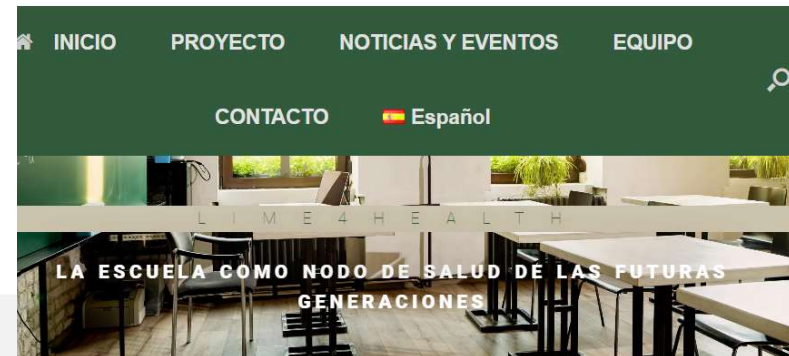 INICIO PROYECTO NOTICIAS Y EVENTOS EQUIPO
CONTACTO Español
LIME4HEALTH
LA ESCUELA COMO NODO DE SALUD DE LAS FUTURAS
GENERACIONES